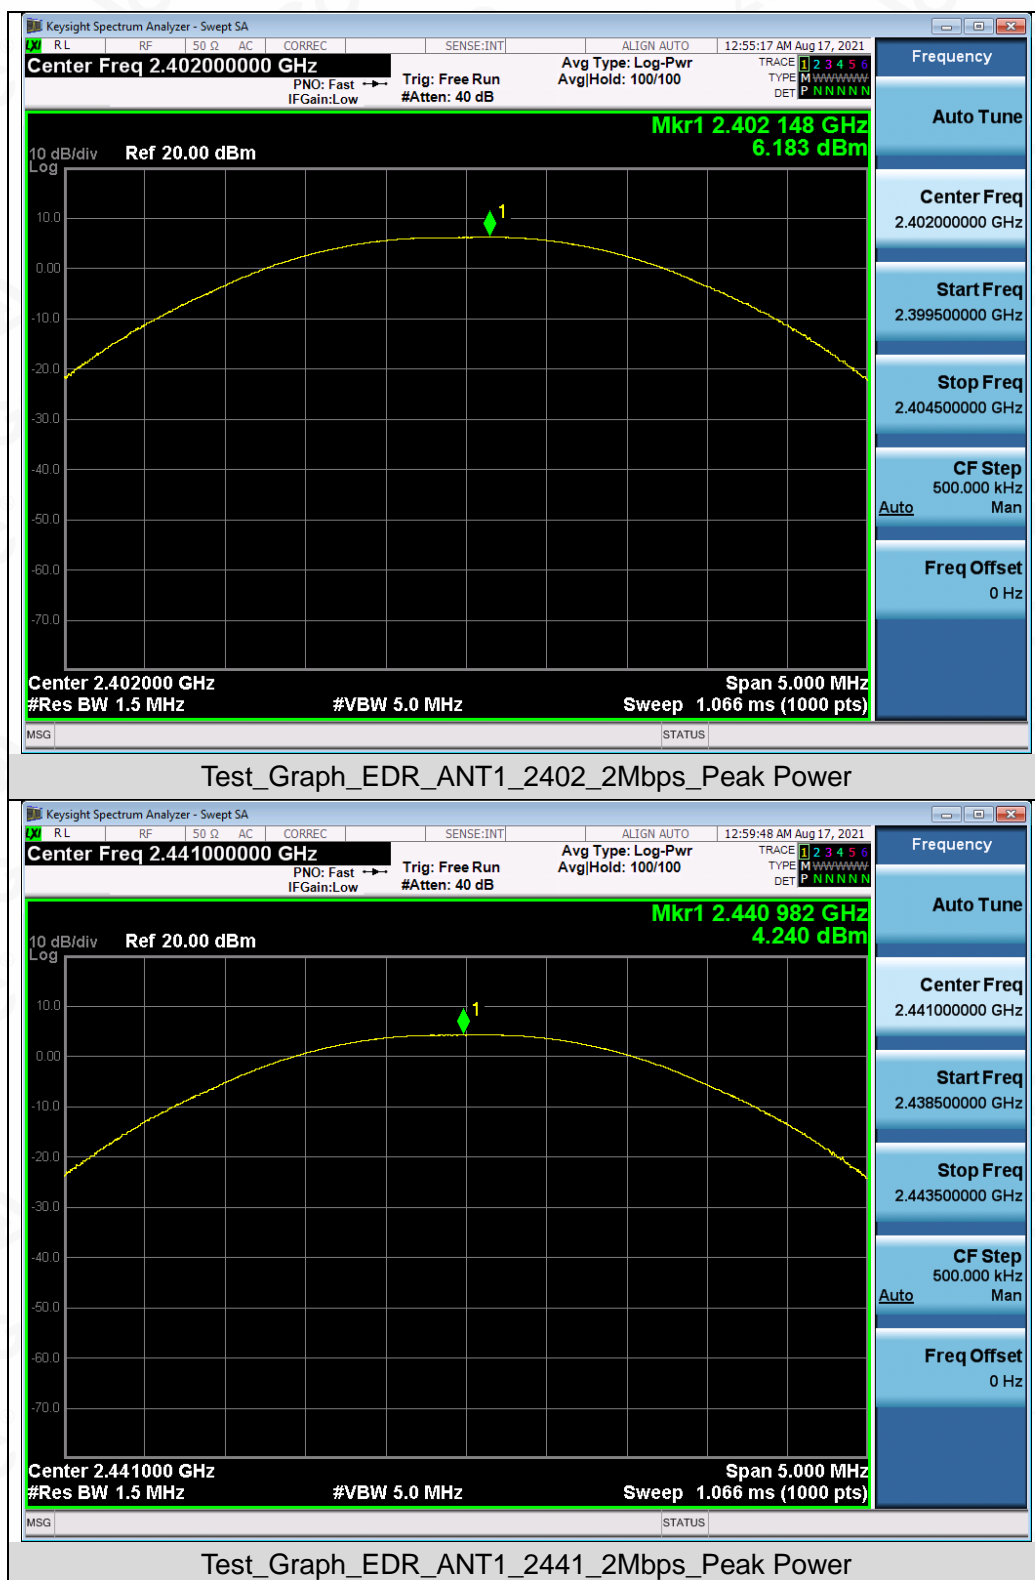 Keysight Spectrum Analyzer - Swept SA
LXI RL RF 50 Ω AC CORREC SENSE:INT ALIGN AUTO 12:55:17 AM Aug 17, 2021
Center Freq 2.402000000 GHz
PNO: Fast
IFGain:Low
Trig: Free Run
#Atten: 40 dB
Avg Type: Log-Pwr
Avg|Hold: 100/100
TRACE 1 2 3 4 5 6
TYPE M WWWWW
DET P N N N N N
Mkr1 2.402 148 GHz
6.183 dBm
10 dB/div Ref 20.00 dBm
Log
1
10.0
0.00
-10.0
-20.0
-30.0
-40.0
-50.0
-60.0
-70.0
Center 2.402000 GHz Span 5.000 MHz
#Res BW 1.5 MHz #VBW 5.0 MHz Sweep 1.066 ms (1000 pts)
MSG STATUS
Frequency
Auto Tune
Center Freq
2.402000000 GHz
Start Freq
2.399500000 GHz
Stop Freq
2.404500000 GHz
CF Step
500.000 kHz
Auto Man
Freq Offset
0 Hz
Test_Graph_EDR_ANT1_2402_2Mbps_Peak Power
Keysight Spectrum Analyzer - Swept SA
LXI RL RF 50 Ω AC CORREC SENSE:INT ALIGN AUTO 12:59:48 AM Aug 17, 2021
Center Freq 2.441000000 GHz
PNO: Fast
IFGain:Low
Trig: Free Run
#Atten: 40 dB
Avg Type: Log-Pwr
Avg|Hold: 100/100
TRACE 1 2 3 4 5 6
TYPE M WWWWW
DET P N N N N N
Mkr1 2.440 982 GHz
4.240 dBm
10 dB/div Ref 20.00 dBm
Log
1
10.0
0.00
-10.0
-20.0
-30.0
-40.0
-50.0
-60.0
-70.0
Center 2.441000 GHz Span 5.000 MHz
#Res BW 1.5 MHz #VBW 5.0 MHz Sweep 1.066 ms (1000 pts)
MSG STATUS
Frequency
Auto Tune
Center Freq
2.441000000 GHz
Start Freq
2.438500000 GHz
Stop Freq
2.443500000 GHz
CF Step
500.000 kHz
Auto Man
Freq Offset
0 Hz
Test_Graph_EDR_ANT1_2441_2Mbps_Peak Power